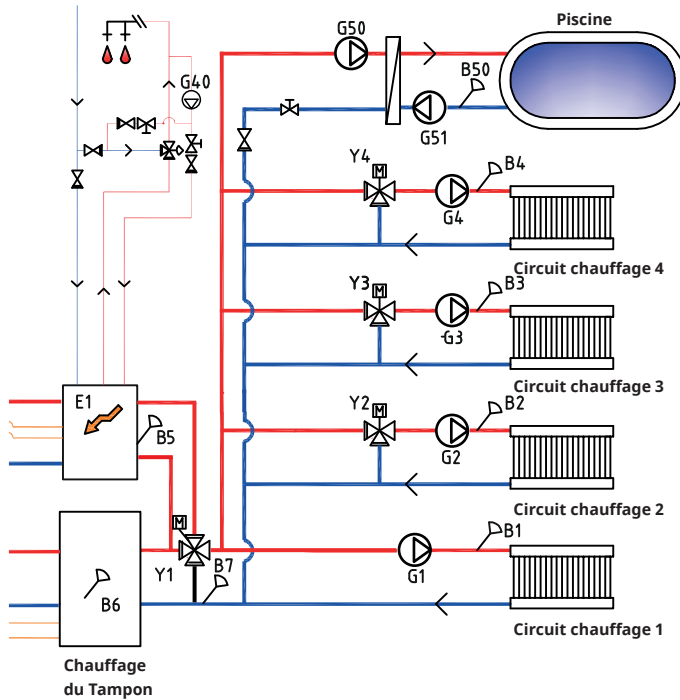 Piscine
G50
B50
G40
G51
Y4
M
B4
G4
Circuit chauffage 4
Y3
M
B3
-G3
Circuit chauffage 3
E1
Y2
M
B2
B5
G2
Circuit chauffage 2
M
B1
Y1
B7
G1
B6
Circuit chauffage 1
Chauffage
du Tampon